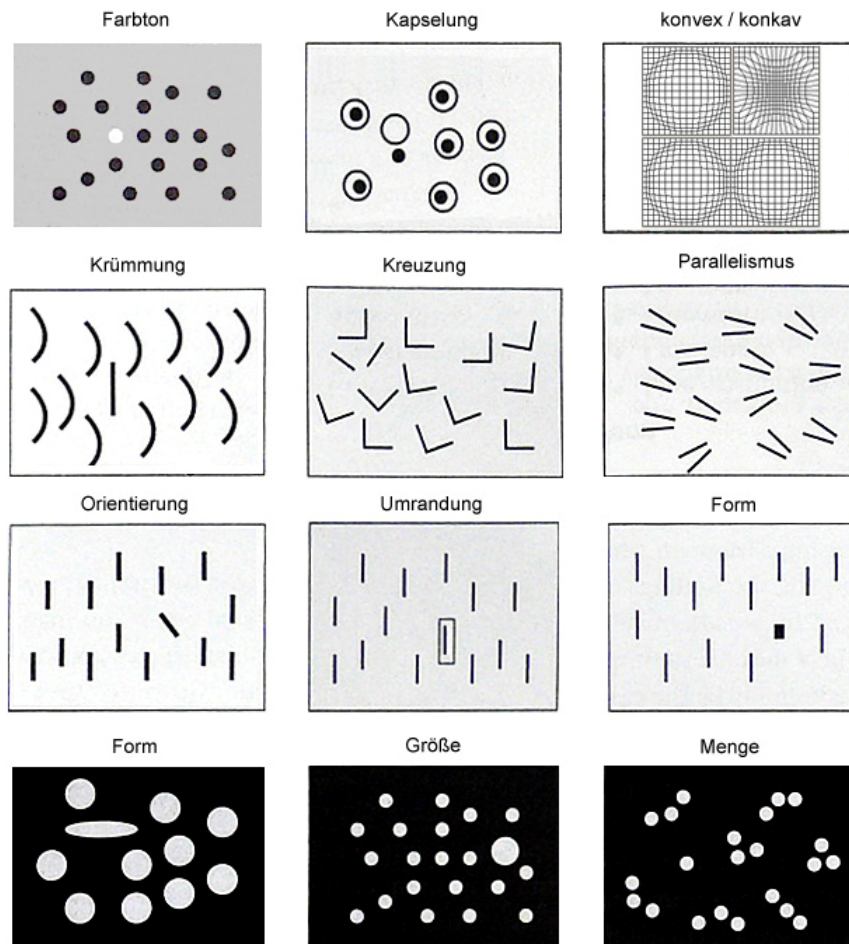 Farbton
Kapselung
konvex / konkav
Krümmung
Kreuzung
Parallelismus
Orientierung
Umrandung
Form
Form
Größe
Menge